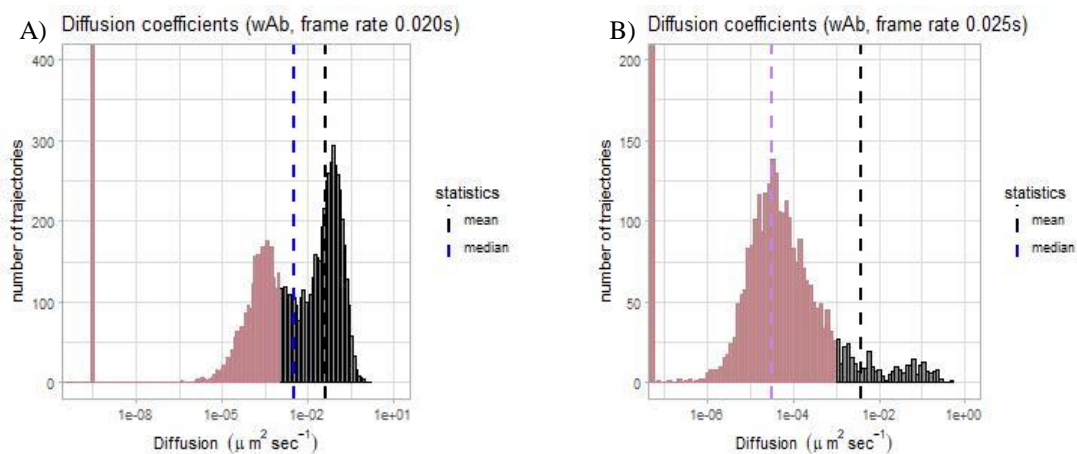 A) Diffusion coefficients (wAb, frame rate 0.020s)
400
300
200
100
0
number of trajectories
1e-08
1e-05
1e-02
1e+01
Diffusion (μ m² sec⁻¹)
statistics
mean
median
B) Diffusion coefficients (wAb, frame rate 0.025s)
200
150
100
50
0
number of trajectories
1e-06
1e-04
1e-02
1e+00
Diffusion (μ m² sec⁻¹)
statistics
mean
median